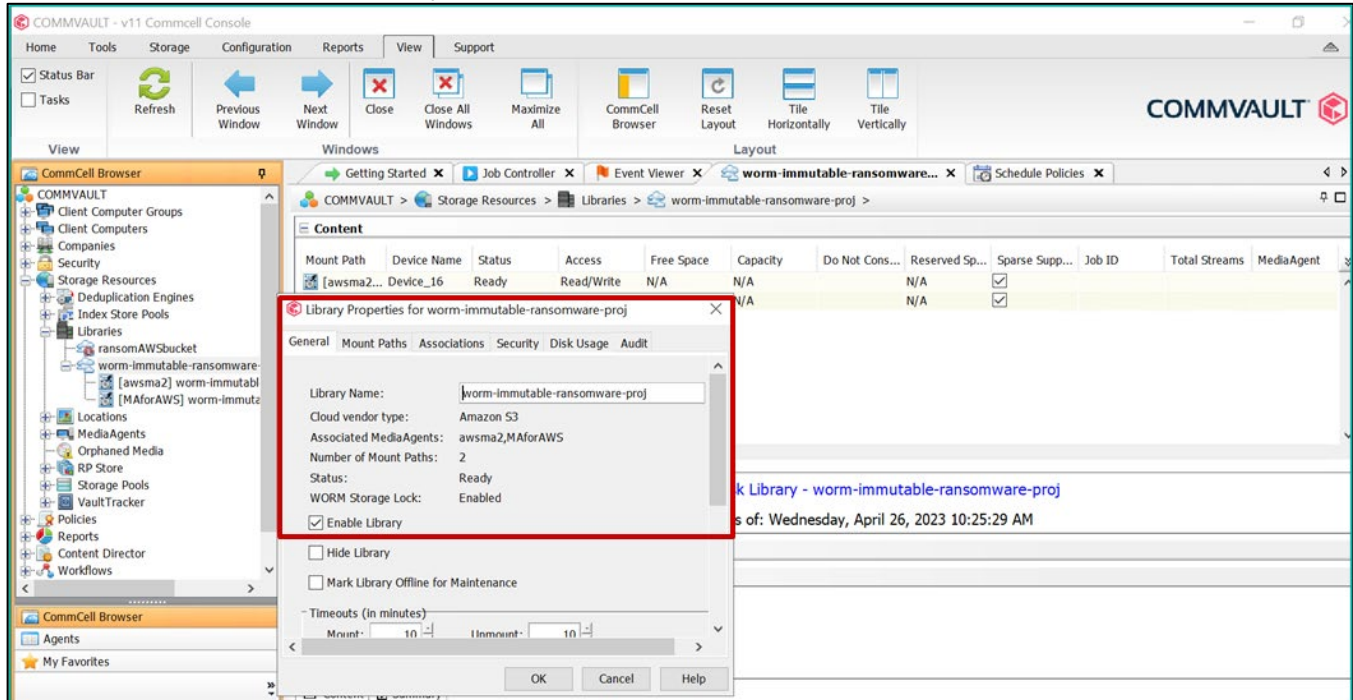 COMMVAULT - v11 Commcell Console
Home Tools Storage Configuration Reports View Support
Status Bar
Tasks
Refresh
Previous Window
Next Window
Close
Close All Windows
Maximize All
CommCell Browser
Reset Layout
Tile Horizontally
Tile Vertically
COMMVAULT
View Windows Layout
CommCell Browser
Getting Started Job Controller Event Viewer worm-immutable-ransomware... Schedule Policies
COMMVAULT > Storage Resources > Libraries > worm-immutable-ransomware-proj >
COMMVAULT
Client Computer Groups
Client Computers
Companies
Security
Storage Resources
Deduplication Engines
Index Store Pools
Libraries
ransomAWSbucket
worm-immutable-ransomware-
[awsma2] worm-immutabl
[MAforAWS] worm-immuta
Locations
MediaAgents
Orphaned Media
RP Store
Storage Pools
VaultTracker
Policies
Reports
Content Director
Workflows
CommCell Browser
Agents
My Favorites
Content
Mount Path Device Name Status Access Free Space Capacity Do Not Cons... Reserved Sp... Sparse Supp... Job ID Total Streams MediaAgent
[awsma2... Device_16 Ready Read/Write N/A N/A N/A
N/A N/A
Library Properties for worm-immutable-ransomware-proj
General Mount Paths Associations Security Disk Usage Audit
Library Name: worm-immutable-ransomware-proj
Cloud vendor type: Amazon S3
Associated MediaAgents: awsma2,MAforAWS
Number of Mount Paths: 2
Status: Ready
WORM Storage Lock: Enabled
Enable Library
Hide Library
Mark Library Offline for Maintenance
Timeouts (in minutes)
Mount: 10 Unmount: 10
OK Cancel Help
k Library - worm-immutable-ransomware-proj
s of: Wednesday, April 26, 2023 10:25:29 AM
Content Summary